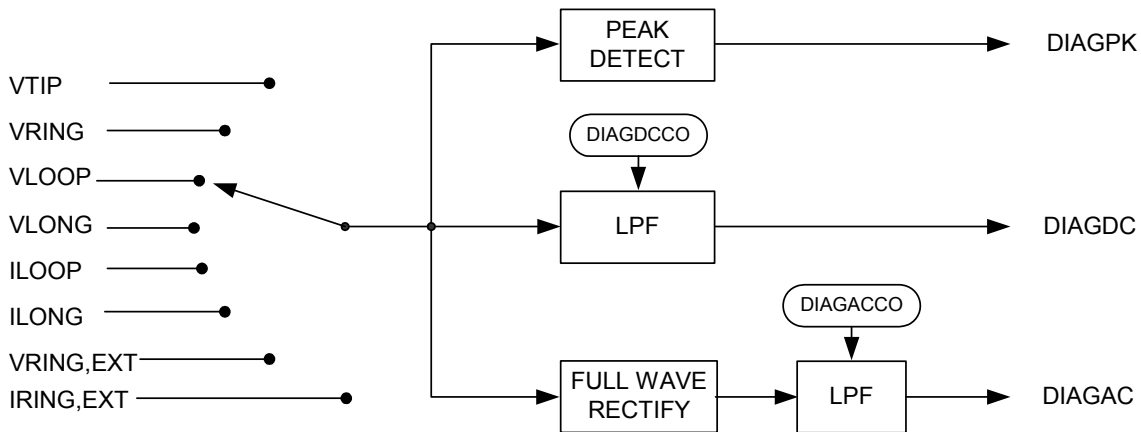 PEAK
DETECT
DIAGPK
VTIP
VRING
DIAGDCCO
VLOOP
VLONG
LPF
DIAGDC
ILOOP
ILONG
DIAGACCO
VRING,EXT
IRING,EXT
FULL WAVE
RECTIFY
LPF
DIAGAC